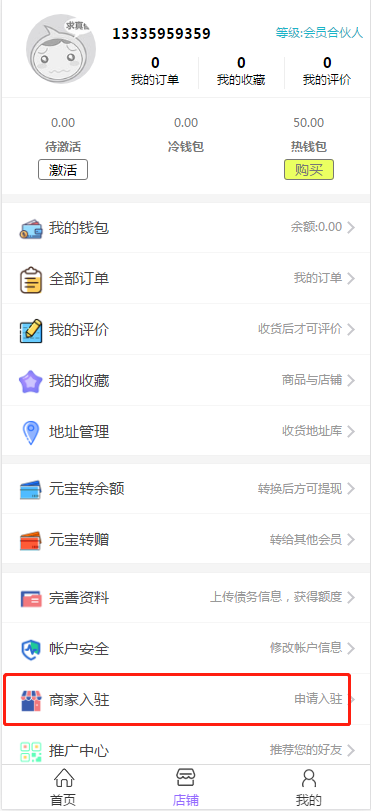 求真相
13335959359
等级:会员合伙人
0 0 0
我的订单 我的收藏 我的评价
0.00 0.00 50.00
待激活 冷钱包 热钱包
激活 购买
我的钱包 余额:0.00
全部订单 我的订单
我的评价 收货后才可评价
我的收藏 商品与店铺
地址管理 收货地址库
元宝转余额 转换后方可提现
元宝转赠 转给其他会员
完善资料 上传债务信息，获得额度
帐户安全 修改帐户信息
商家入驻 申请入驻
推广中心 推荐您的好友
首页 店铺 我的